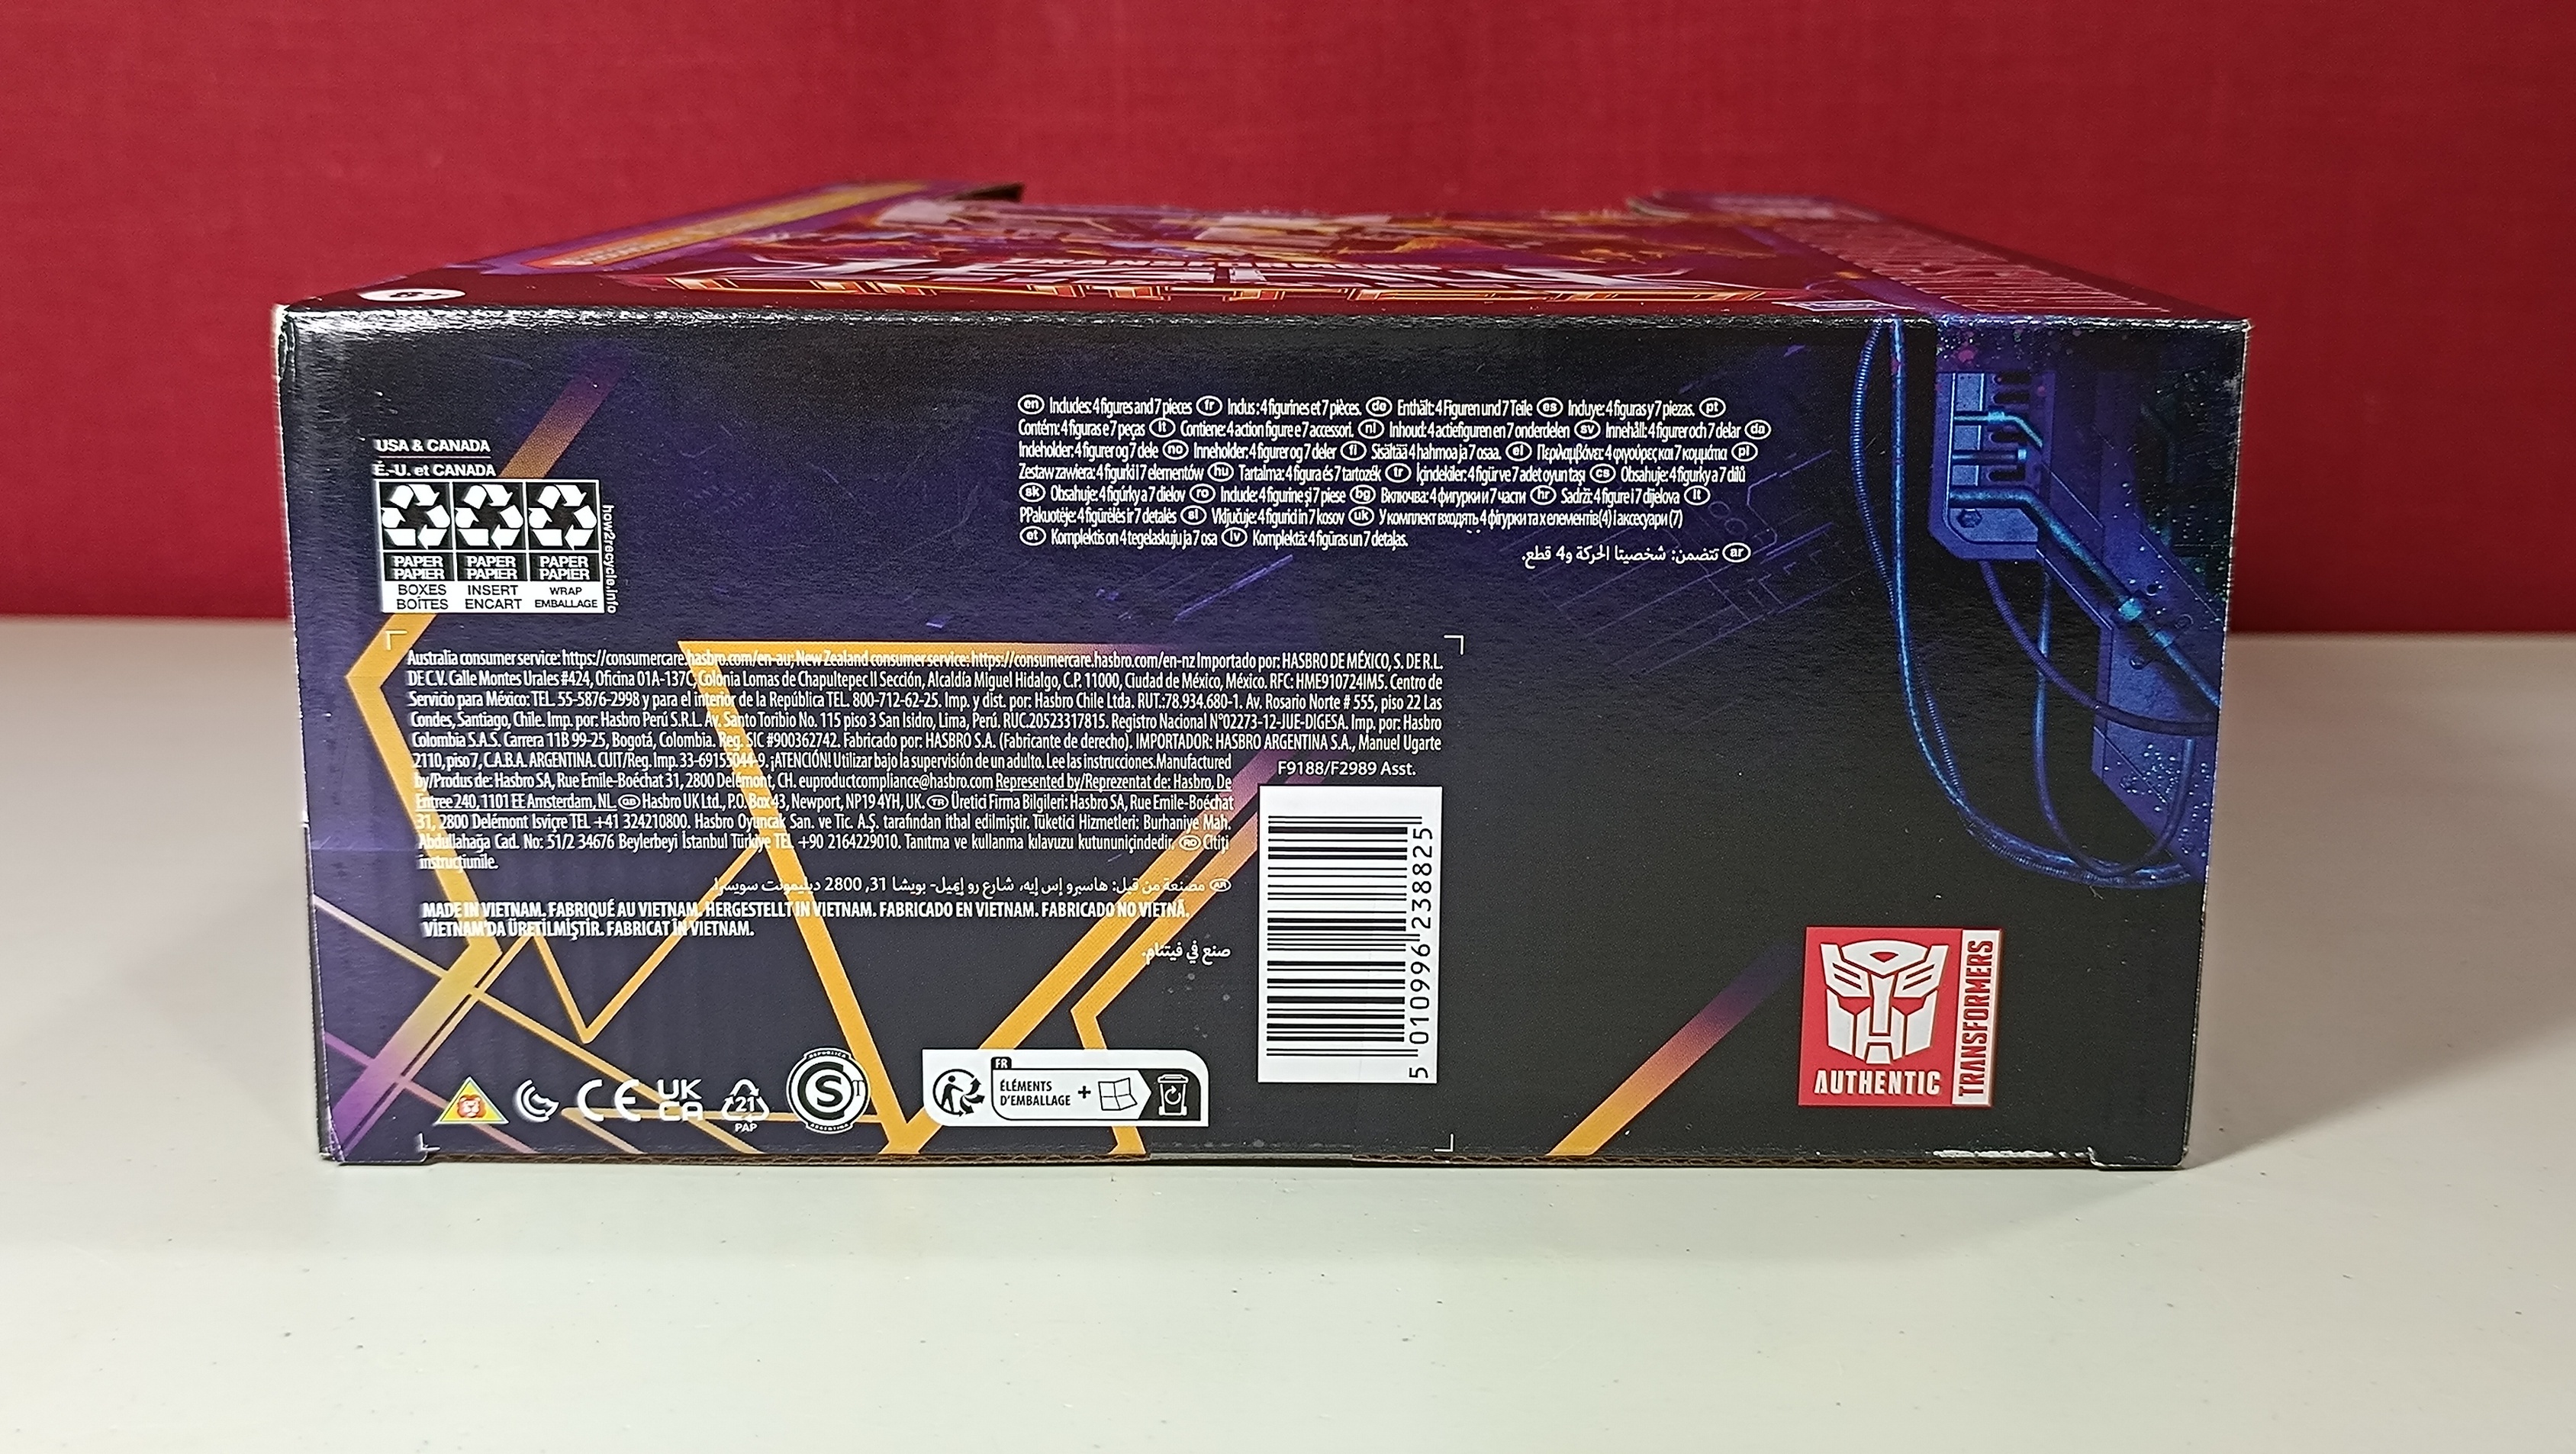 8+
USA & CANADA
É.-U. et CANADA
PAPER PAPER PAPER
PAPIER PAPIER PAPIER
BOXES INSERT WRAP
BOÎTES ENCART EMBALLAGE
how2recycle.info
en Includes: 4 figures and 7 pieces fr Inclus : 4 figurines et 7 pièces. de Enthält: 4 Figuren und 7 Teile es Incluye: 4 figuras y 7 piezas. pt
Contém: 4 figuras e 7 peças it Contiene: 4 action figure e 7 accessori. nl Inhoud: 4 actiefiguren en 7 onderdelen sv Innehåll: 4 figurer och 7 delar da
Indeholder: 4 figurer og 7 dele no Inneholder: 4 figurer og 7 deler fi Sisältää 4 hahmoa ja 7 osaa. el Περιλαμβάνει: 4 φιγούρες και 7 κομμάτια pl
Zestaw zawiera: 4 figurki i 7 elementów hu Tartalma: 4 figura és 7 tartozék tr İçindekiler: 4 figür ve 7 adet oyun taşı cs Obsahuje: 4 figurky a 7 dílů
sk Obsahuje: 4 figúrky a 7 dielov ro Include: 4 figurine și 7 piese bg Включва: 4 фигурки и 7 части hr Sadrži: 4 figure i 7 dijelova lt
PPakuotėje: 4 figūrėlės ir 7 detalės sl Vključuje: 4 figurici in 7 kosov uk У комплект входять 4 фігурки та х елементів (4) і аксесуари (7)
et Komplektis on 4 tegelaskuju ja 7 osa lv Komplektā: 4 figūras un 7 detaļas.
ar تتضمن: شخصيتا الحركة و4 قطع.
Australia consumer service: https://consumercare.hasbro.com/en-au; New Zealand consumer service: https://consumercare.hasbro.com/en-nz Importado por: HASBRO DE MÉXICO, S. DE R.L.
DE C.V. Calle Montes Urales #424, Oficina 01A-137C, Colonia Lomas de Chapultepec II Sección, Alcaldía Miguel Hidalgo, C.P. 11000, Ciudad de México, México. RFC: HME910724IM5. Centro de
Servicio para México: TEL. 55-5876-2998 y para el interior de la República TEL. 800-712-62-25. Imp. y dist. por: Hasbro Chile Ltda. RUT.:78.934.680-1. Av. Rosario Norte # 555, piso 22 Las
Condes, Santiago, Chile. Imp. por: Hasbro Perú S.R.L. Av. Santo Toribio No. 115 piso 3 San Isidro, Lima, Perú. RUC.20523317815. Registro Nacional N°02273-12-JUE-DIGESA. Imp. por: Hasbro
Colombia S.A.S. Carrera 11B 99-25, Bogotá, Colombia. Reg. SIC #900362742. Fabricado por: HASBRO S.A. (Fabricante de derecho). IMPORTADOR: HASBRO ARGENTINA S.A., Manuel Ugarte
2110, piso 7, C.A.B.A. ARGENTINA. CUIT/Reg. Imp. 33-69155044-9. ¡ATENCIÓN! Utilizar bajo la supervisión de un adulto. Lee las instrucciones.Manufactured
by/Produs de: Hasbro SA, Rue Emile-Boéchat 31, 2800 Delémont, CH. euproductcompliance@hasbro.com Represented by/Reprezentat de: Hasbro, De
Entree 240, 1101 EE Amsterdam, NL. GB Hasbro UK Ltd., P.O. Box 43, Newport, NP19 4YH, UK. TR Üretici Firma Bilgileri: Hasbro SA, Rue Emile-Boéchat
31, 2800 Delémont Isviçre TEL +41 324210800. Hasbro Oyuncak San. ve Tic. A.Ş. tarafından ithal edilmiştir. Tüketici Hizmetleri: Burhaniye Mah.
Abdullahağa Cad. No: 51/2 34676 Beylerbeyi İstanbul Türkiye TEL +90 2164229010. Tanıtma ve kullanma kılavuzu kutununiçindedir. RO Citiți
instrucțiunile.
AR مصنعة من قبل: هاسبرو إس إيه، شارع رو إيميل- بويشا 31, 2800 ديليمونت سويسرا
MADE IN VIETNAM. FABRIQUÉ AU VIETNAM. HERGESTELLT IN VIETNAM. FABRICADO EN VIETNAM. FABRICADO NO VIETNÃ.
VİETNAM'DA ÜRETİLMİŞTİR. FABRICAT ÎN VIETNAM.
صنع في فيتنام.
F9188/F2989 Asst.
5 010996 238825
CE UK CA 21 PAP
REPUBLICA S ARGENTINA
FR
ÉLÉMENTS
D'EMBALLAGE +
AUTHENTIC
TRANSFORMERS